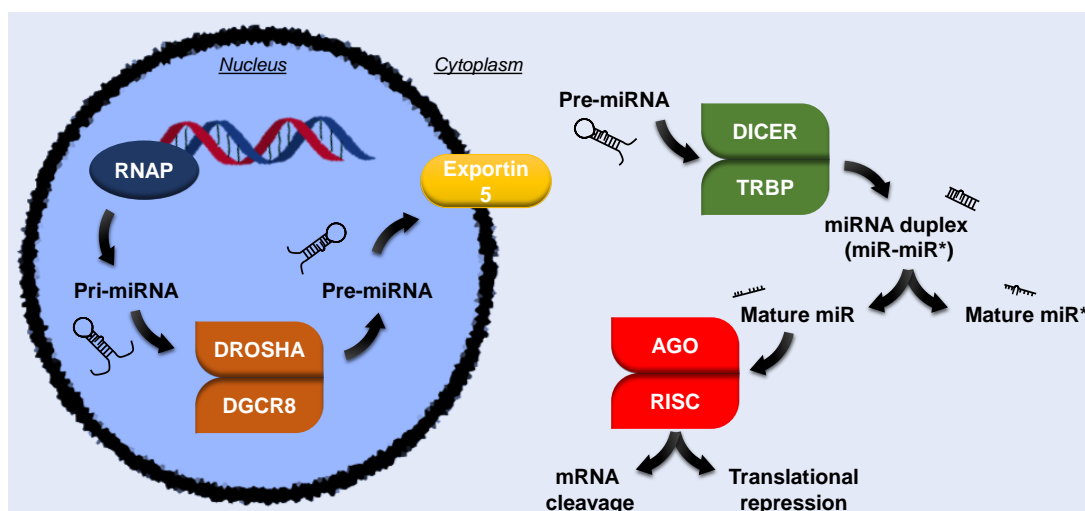 Nucleus
Cytoplasm
RNAP
Exportin
5
Pri-miRNA
Pre-miRNA
DROSHA
DGCR8
Pre-miRNA
DICER
TRBP
miRNA duplex
(miR-miR*)
Mature miR
Mature miR*
AGO
RISC
mRNA
cleavage
Translational
repression